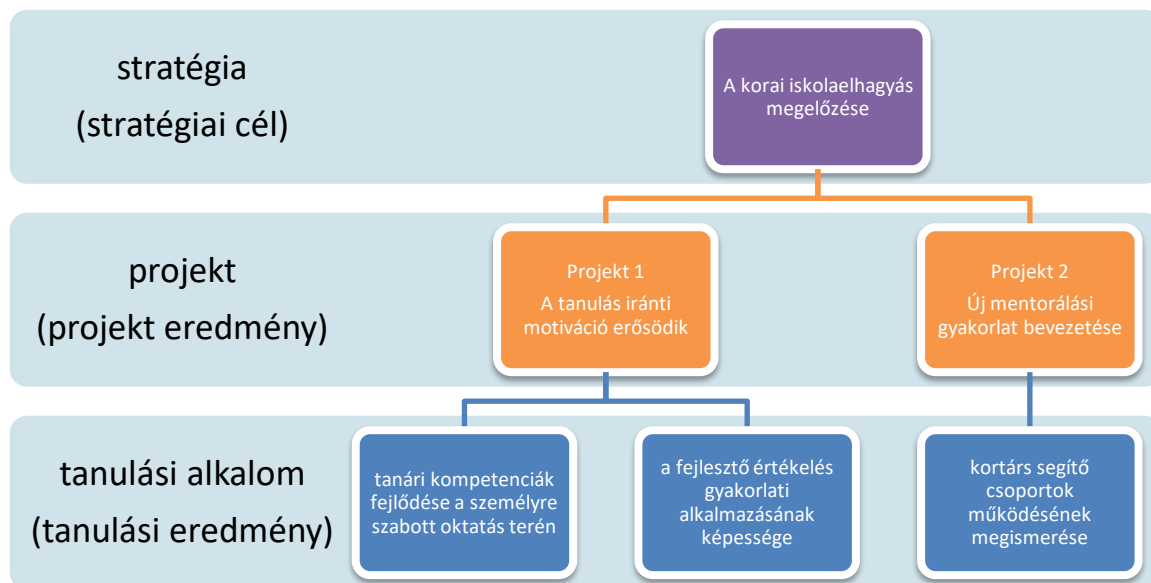 stratégia
(stratégiai cél)
A korai iskolaelhagyás
megelőzése
projekt
(projekt eredmény)
Projekt 1
A tanulás iránti
motiváció erősödik
Projekt 2
Új mentorálási
gyakorlat bevezetése
tanulási alkalom
(tanulási eredmény)
tanári kompetenciák
fejlődése a személyre
szabott oktatás terén
a fejlesztő értékelés
gyakorlati
alkalmazásának
képessége
kortárs segítő
csoportok
működésének
megismerése